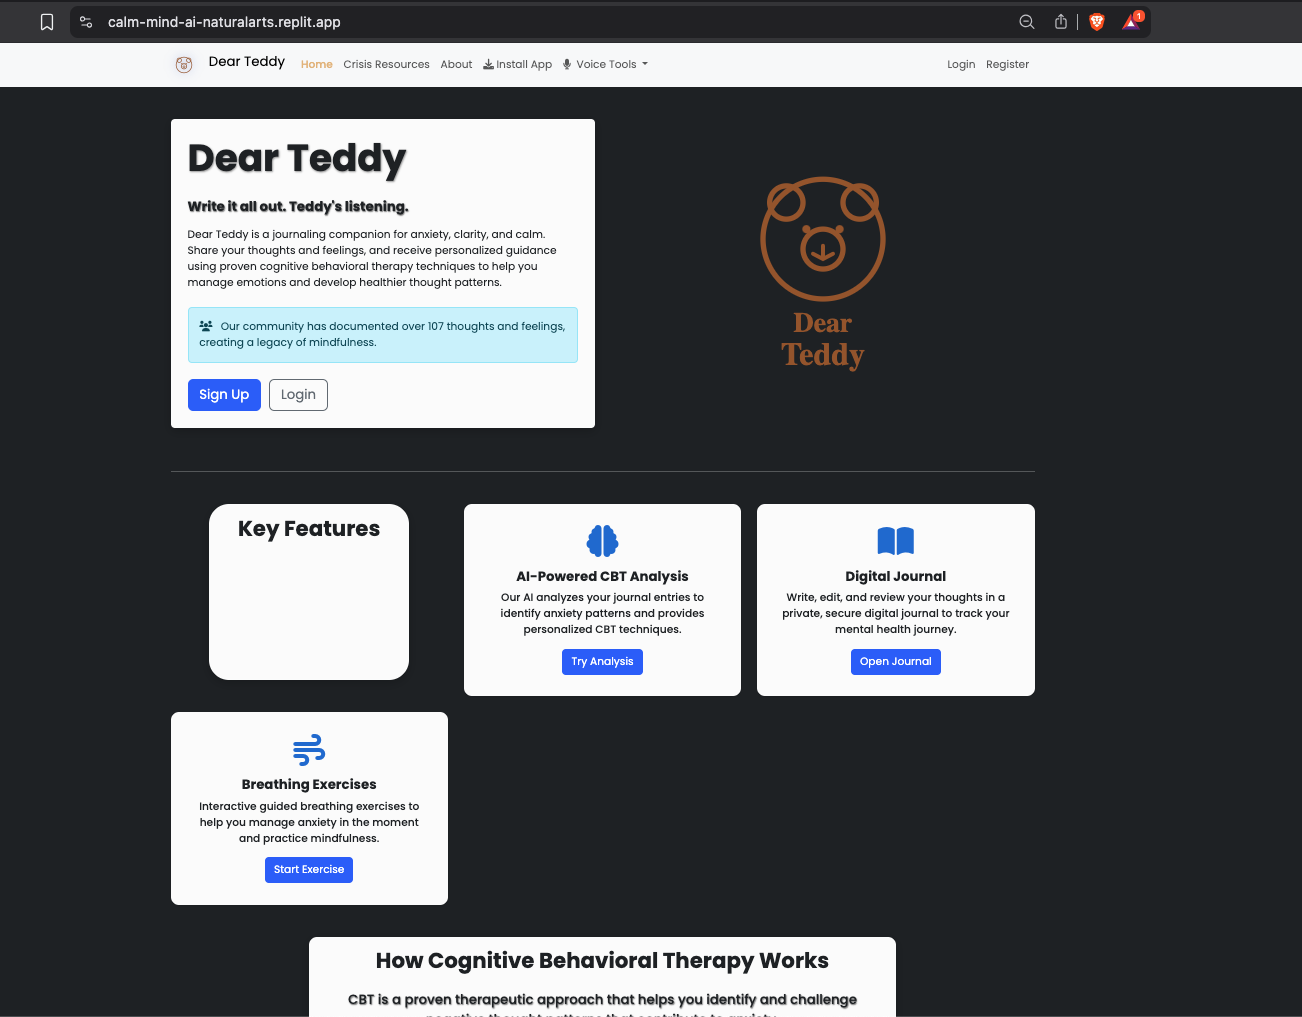 calm-mind-ai-naturalarts.replit.app
1
Dear Teddy
Home
Crisis Resources
About
Install App
Voice Tools
Login
Register
Dear Teddy
Write it all out. Teddy's listening.
Dear Teddy is a journaling companion for anxiety, clarity, and calm.
Share your thoughts and feelings, and receive personalized guidance
using proven cognitive behavioral therapy techniques to help you
manage emotions and develop healthier thought patterns.
Our community has documented over 107 thoughts and feelings,
creating a legacy of mindfulness.
Sign Up
Login
Dear
Teddy
Key Features
AI-Powered CBT Analysis
Our AI analyzes your journal entries to
identify anxiety patterns and provides
personalized CBT techniques.
Try Analysis
Digital Journal
Write, edit, and review your thoughts in a
private, secure digital journal to track your
mental health journey.
Open Journal
Breathing Exercises
Interactive guided breathing exercises to
help you manage anxiety in the moment
and practice mindfulness.
Start Exercise
How Cognitive Behavioral Therapy Works
CBT is a proven therapeutic approach that helps you identify and challenge
negative thought patterns that contribute to anxiety.